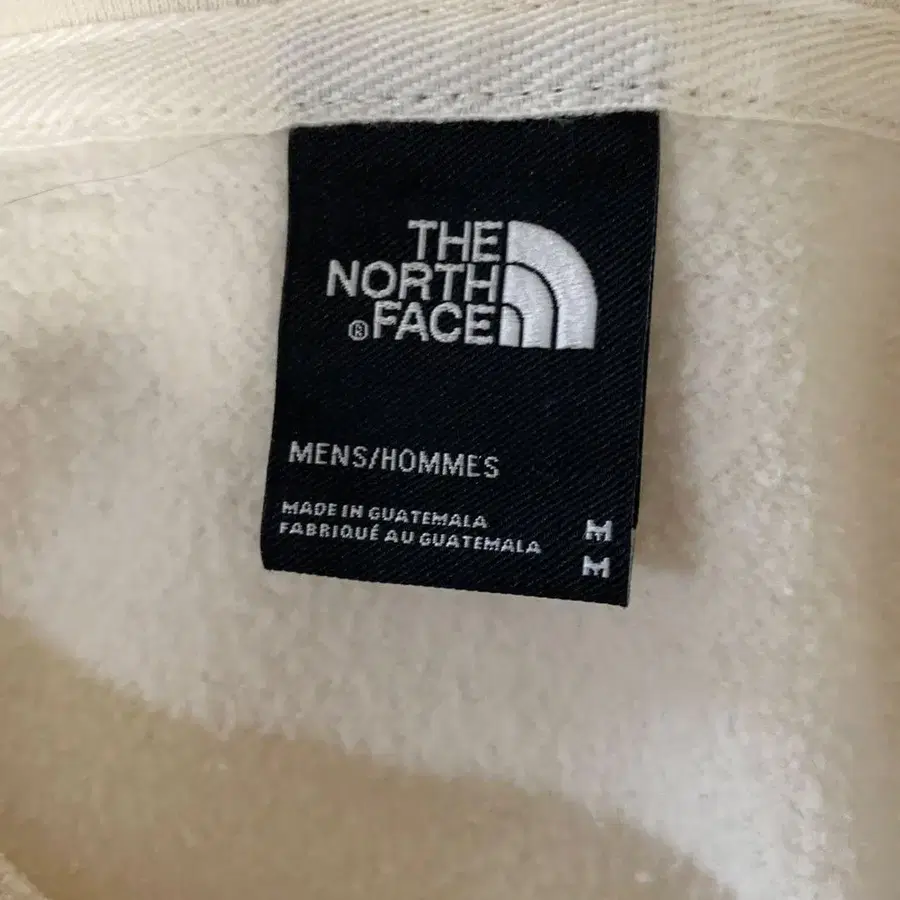 THE
NORTH
®FACE
MENS/HOMMES
MADE IN GUATEMALA M
FABRIQUÉ AU GUATEMALA M